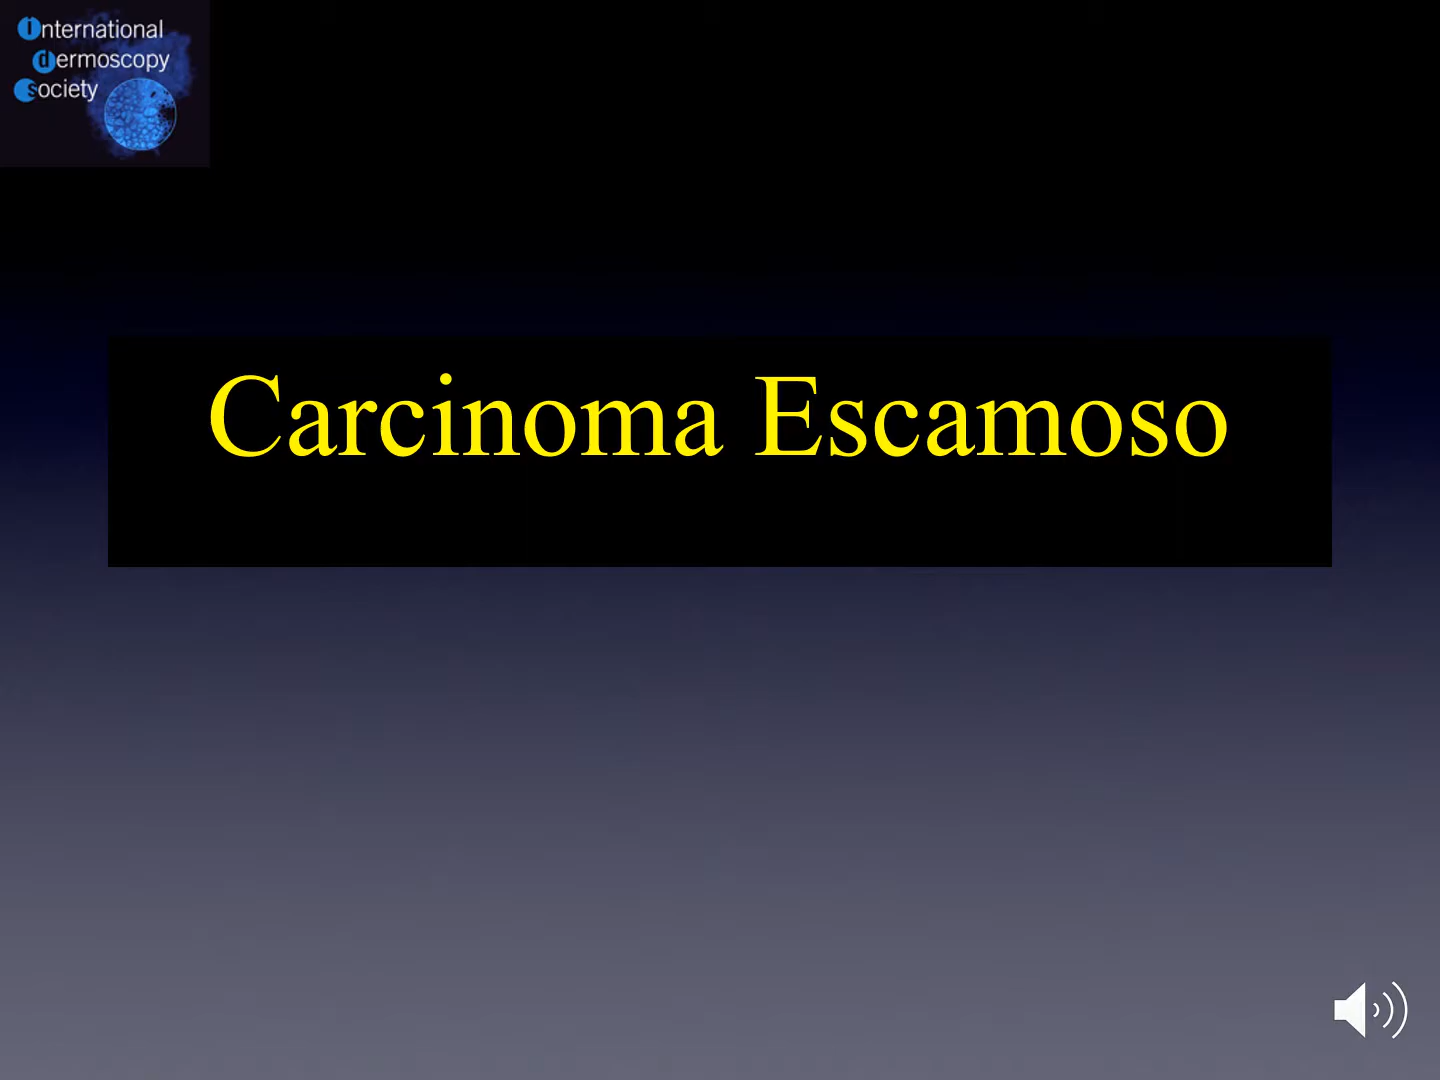 international
dermoscopy
society
Carcinoma Escamoso